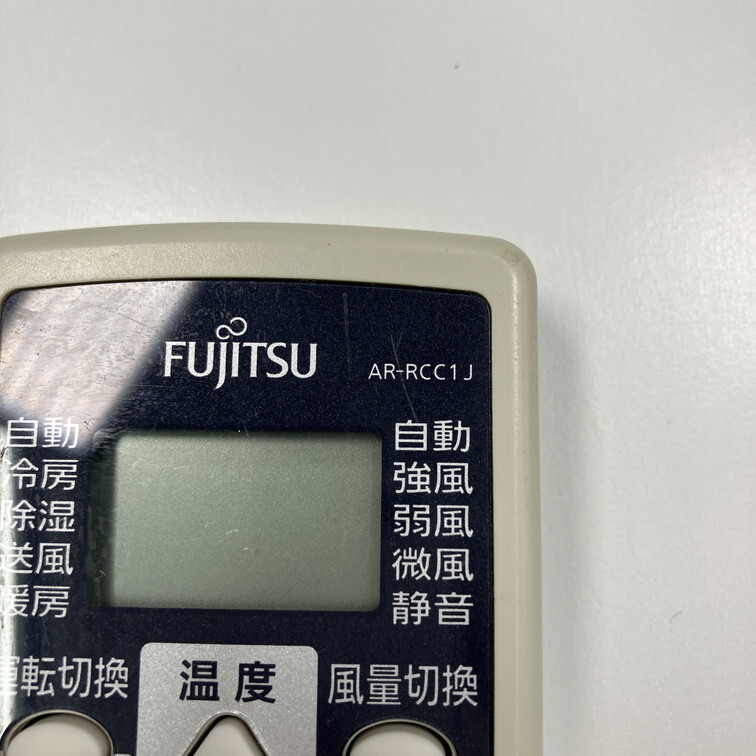 FUJITSU
AR-RCC1J
自動
冷房
除湿
送風
暖房
自動
強風
弱風
微風
静音
運転切換
温度
風量切換